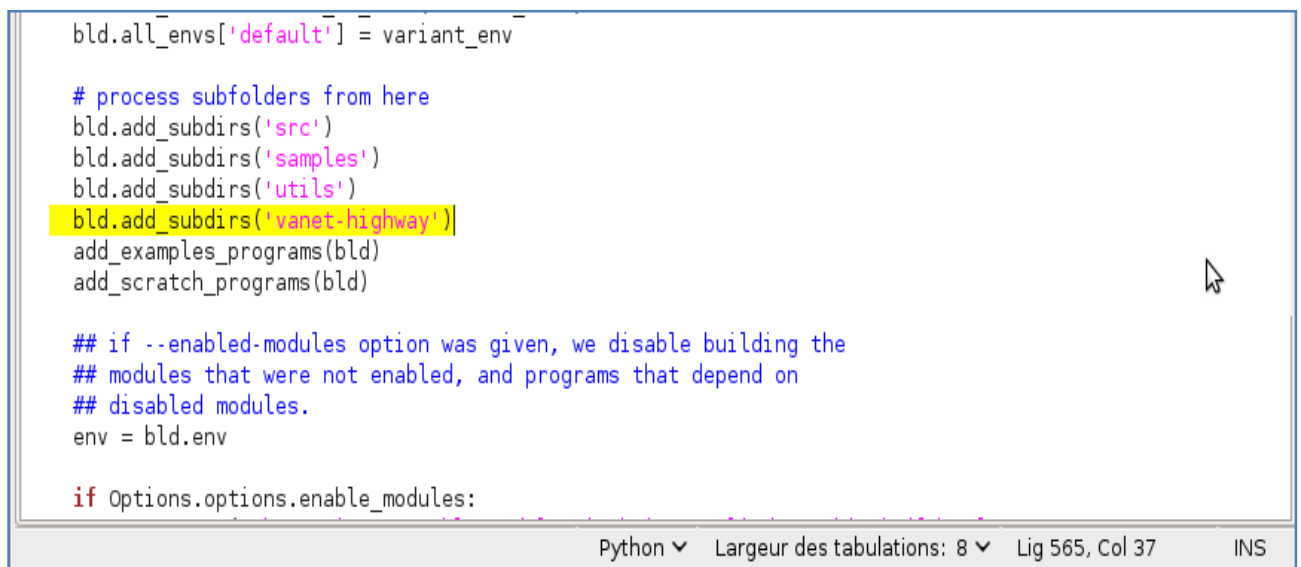 bld.all_envs['default'] = variant_env
# process subfolders from here
bld.add_subdirs('src')
bld.add_subdirs('samples')
bld.add_subdirs('utils')
bld.add_subdirs('vanet-highway')
add_examples_programs(bld)
add_scratch_programs(bld)
## if --enabled-modules option was given, we disable building the
## modules that were not enabled, and programs that depend on
## disabled modules.
env = bld.env
if Options.options.enable_modules:
Python Largeur des tabulations: 8 Lig 565, Col 37 INS